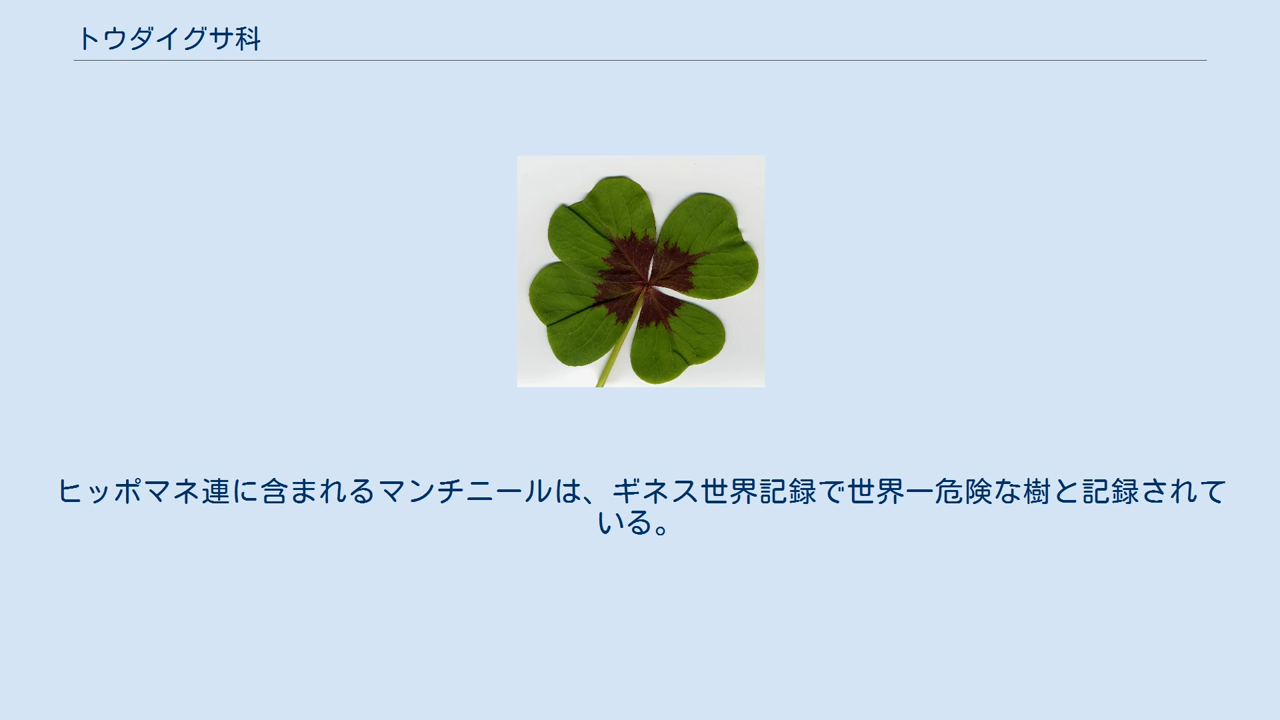 トウダイグサ科
ヒッポマネ連に含まれるマンチニールは、ギネス世界記録で世界一危険な樹と記録されて
いる。